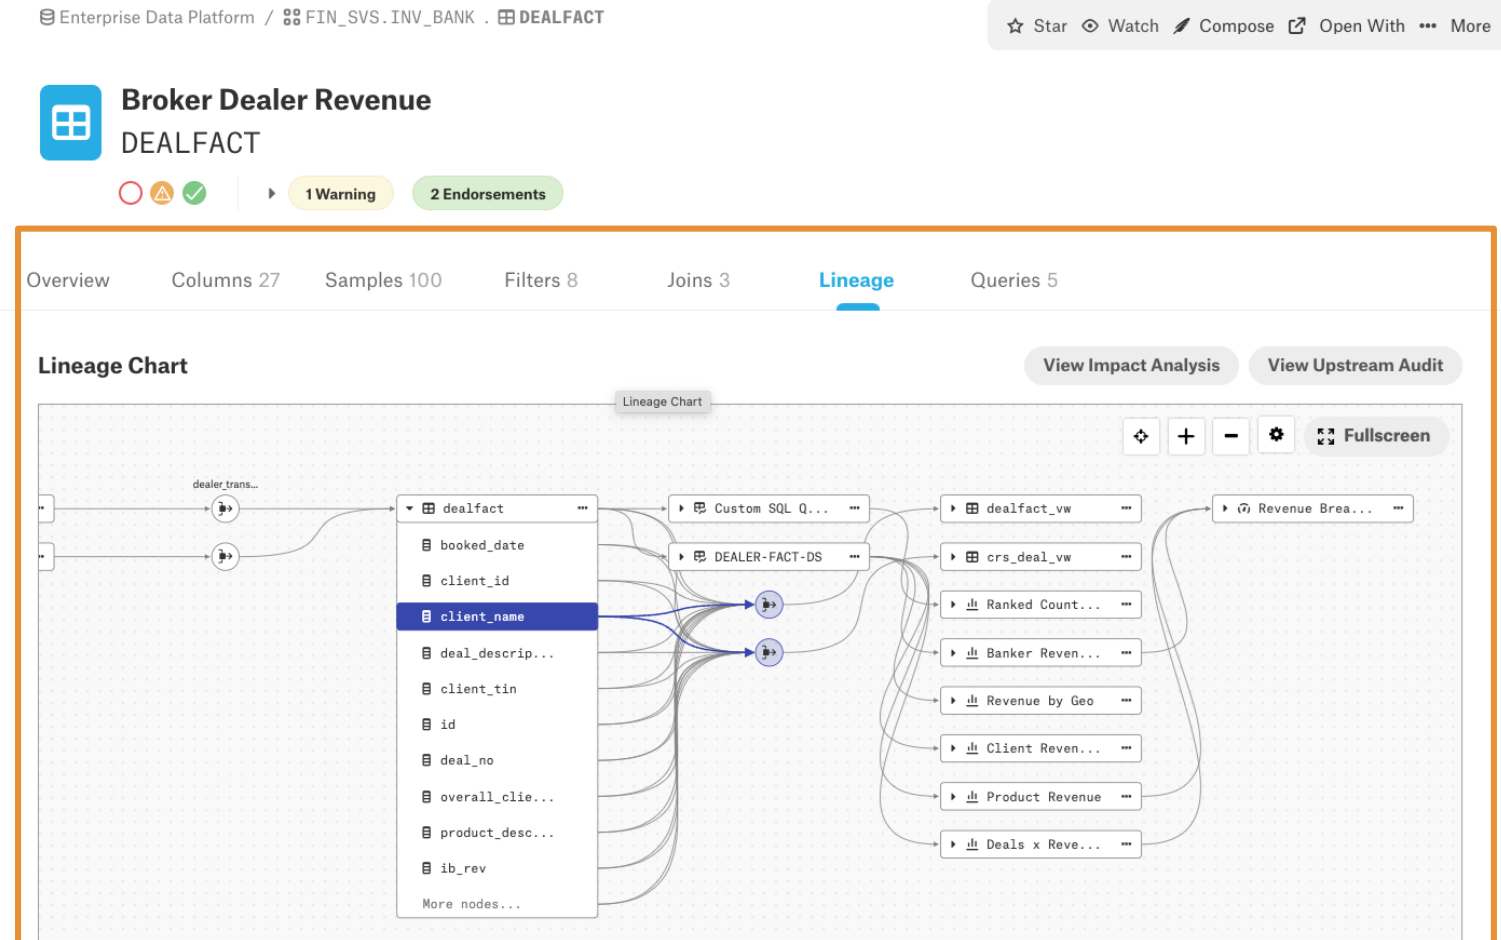 Enterprise Data Platform / FIN_SVS.INV_BANK . DEALFACT
Star Watch Compose Open With ••• More
Broker Dealer Revenue
DEALFACT
1 Warning 2 Endorsements
Overview Columns 27 Samples 100 Filters 8 Joins 3 Lineage Queries 5
Lineage Chart View Impact Analysis View Upstream Audit
Lineage Chart
Fullscreen
dealer_trans...
dealfact Custom SQL Q... dealfact_vw Revenue Brea...
booked_date DEALER-FACT-DS crs_deal_vw
client_id
client_name Ranked Count...
deal_descrip... Banker Reven...
client_tin Revenue by Geo
id
deal_no Client Reven...
overall_clie... Product Revenue
product_desc... Deals x Reve...
ib_rev
More nodes...